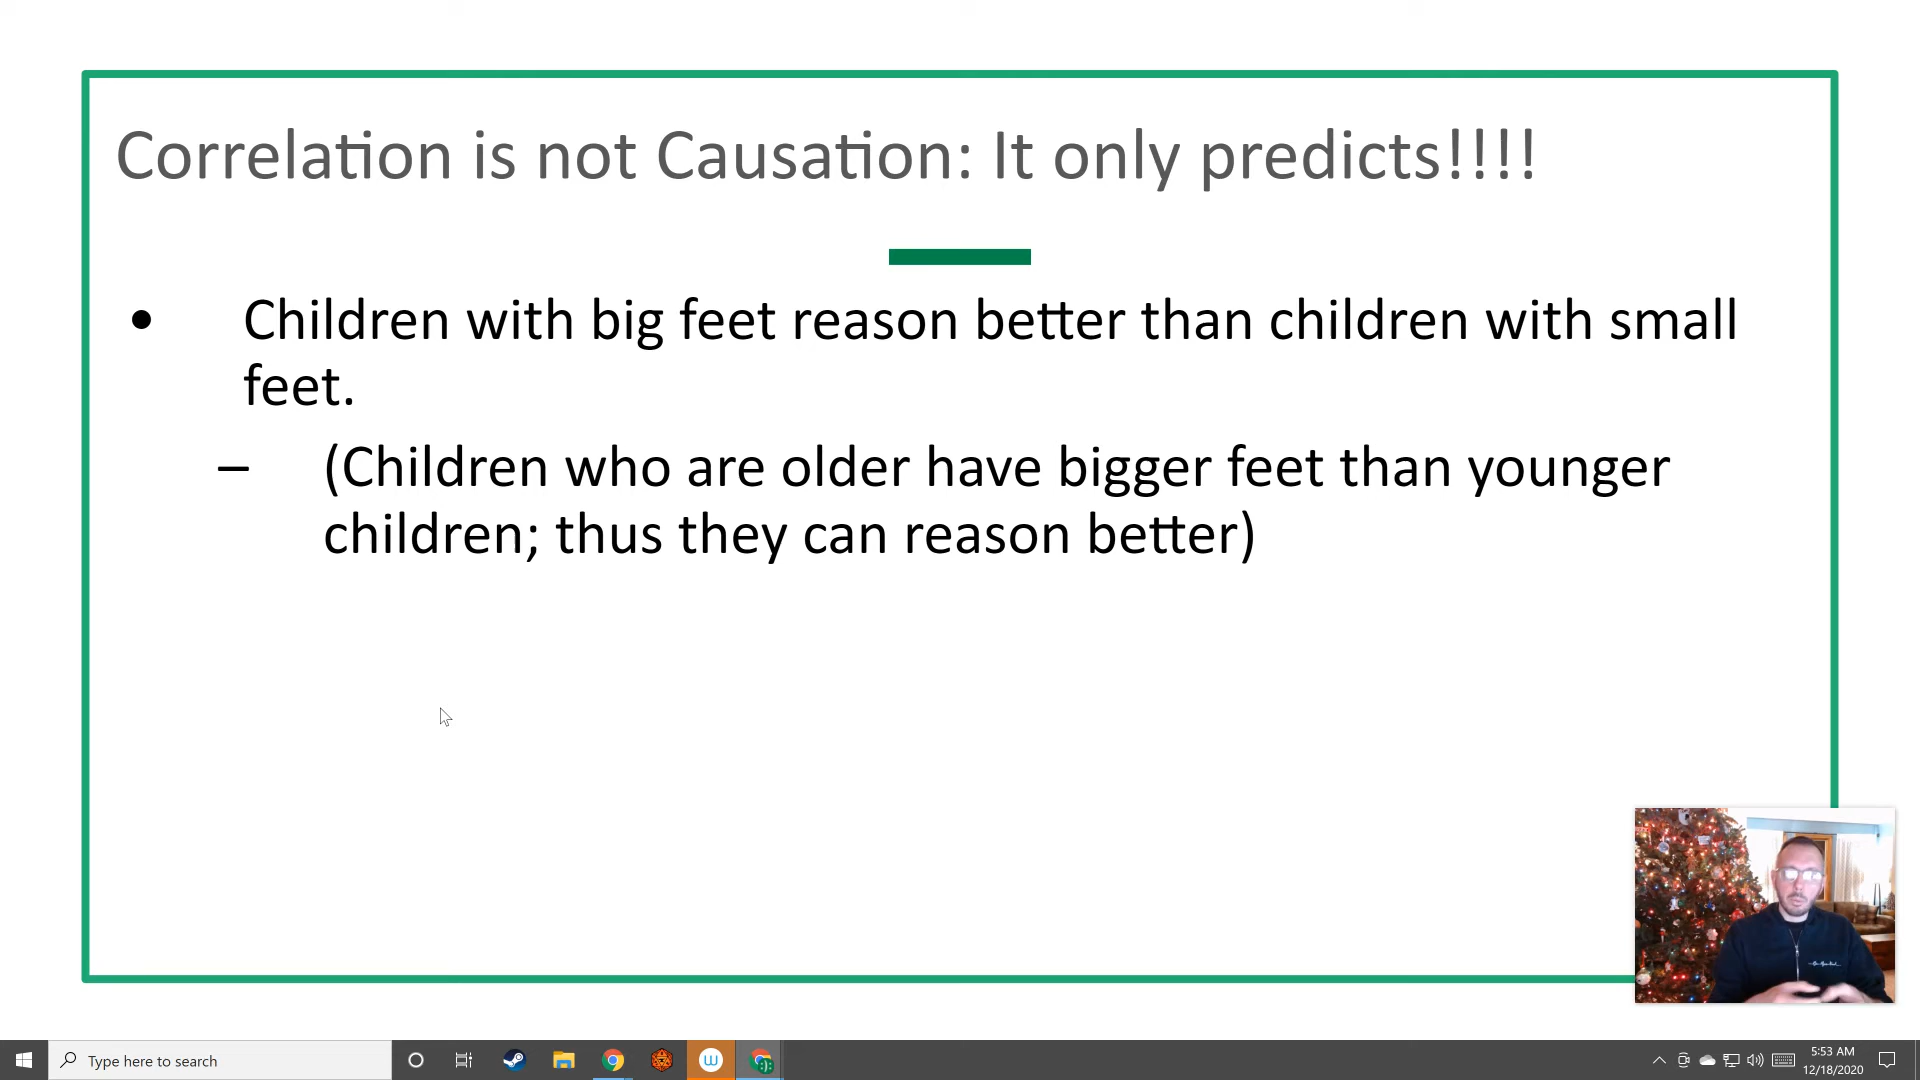 Correlation is not Causation: It only predicts!!!!
• Children with big feet reason better than children with small
feet.
– (Children who are older have bigger feet than younger
children; thus they can reason better)
Type here to search
5:53 AM
12/18/2020